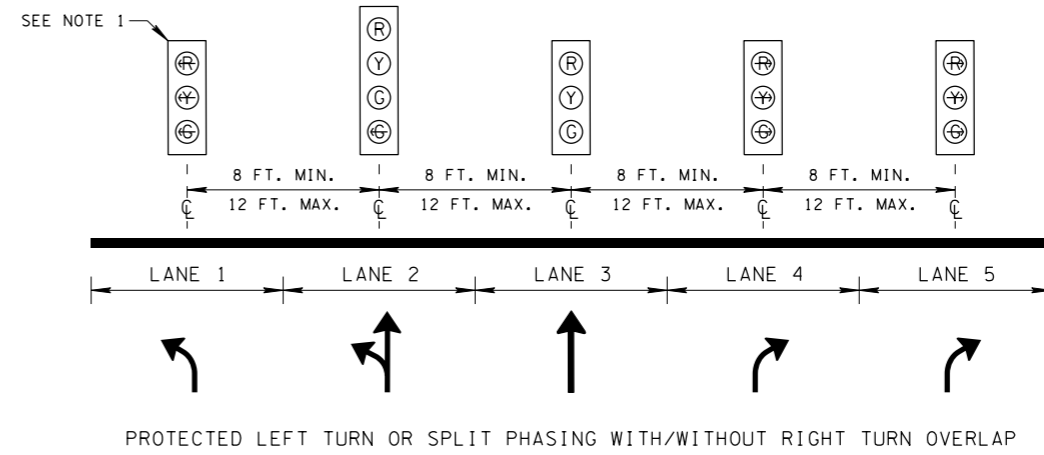 SEE NOTE 1
R R R R R
Y Y Y Y Y
G G G G G
G
8 FT. MIN. 8 FT. MIN. 8 FT. MIN. 8 FT. MIN.
12 FT. MAX. 12 FT. MAX. 12 FT. MAX. 12 FT. MAX.
℄ ℄ ℄ ℄ ℄
LANE 1 LANE 2 LANE 3 LANE 4 LANE 5
PROTECTED LEFT TURN OR SPLIT PHASING WITH/WITHOUT RIGHT TURN OVERLAP